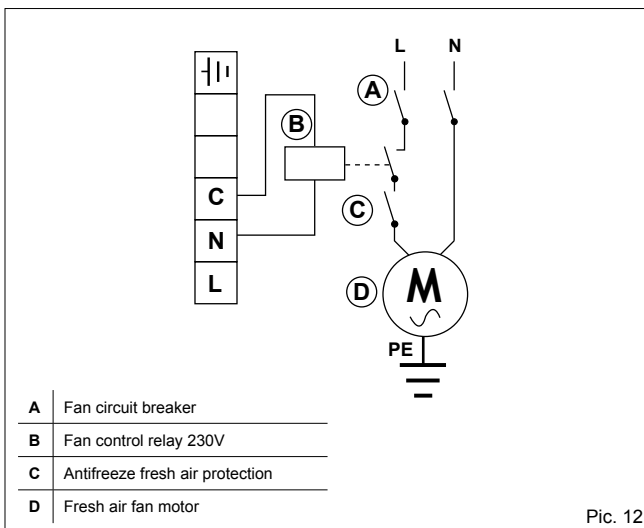 L N
A
B
C
C
N
L
D
M
PE
A Fan circuit breaker
B Fan control relay 230V
C Antifreeze fresh air protection
D Fresh air fan motor
Pic. 12